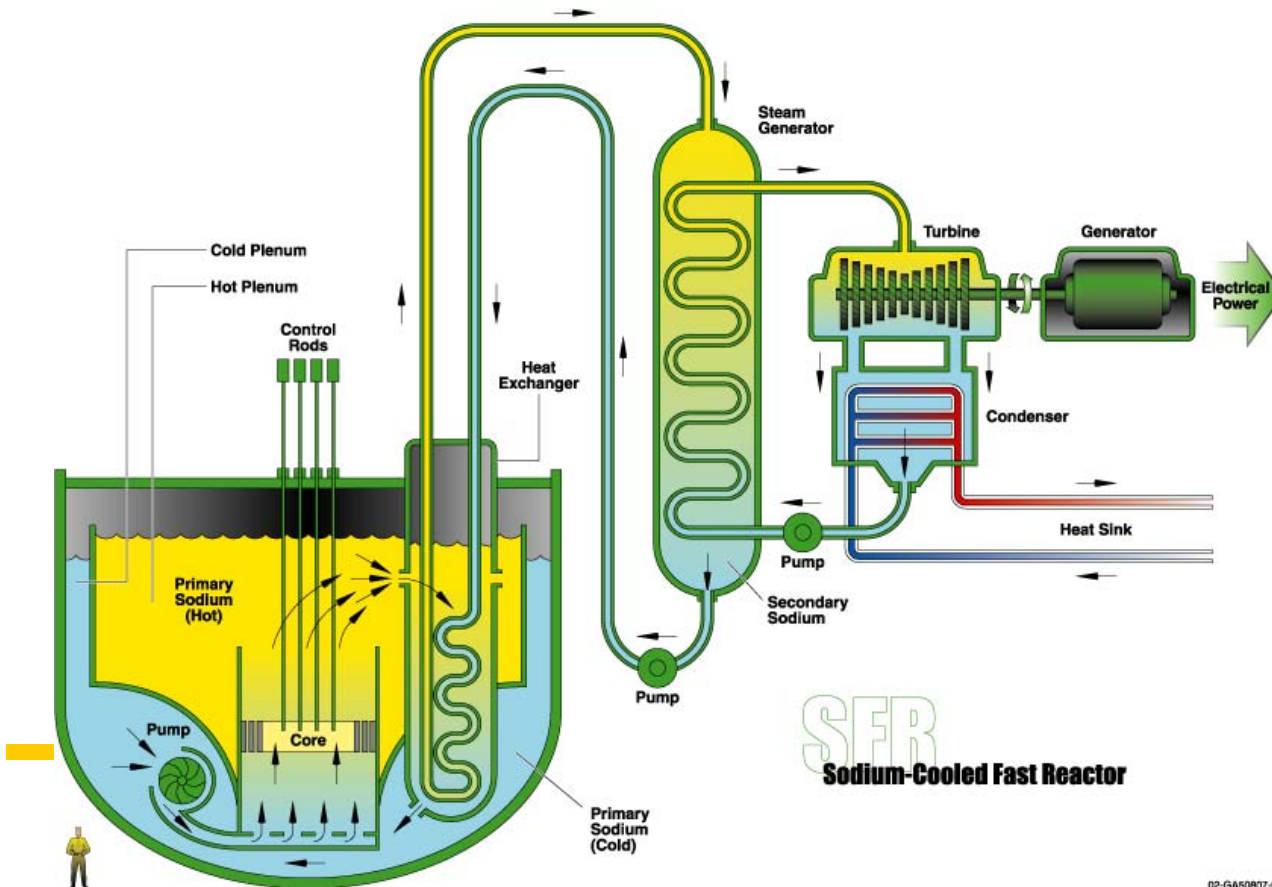 Steam
Generator
Cold Plenum
Hot Plenum
Turbine
Generator
Electrical
Power
Control
Rods
Heat
Exchanger
Condenser
Heat Sink
Pump
Primary
Sodium
(Hot)
Secondary
Sodium
Pump
Pump
Core
SFR
Sodium-Cooled Fast Reactor
Primary
Sodium
(Cold)